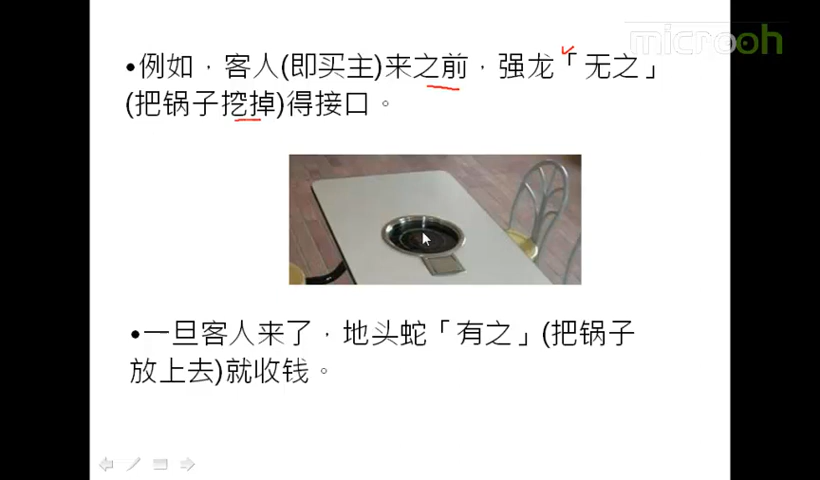 microoh
•例如，客人(即买主)来之前，强龙「无之」
(把锅子挖掉)得接口。
•一旦客人来了，地头蛇「有之」(把锅子
放上去)就收钱。